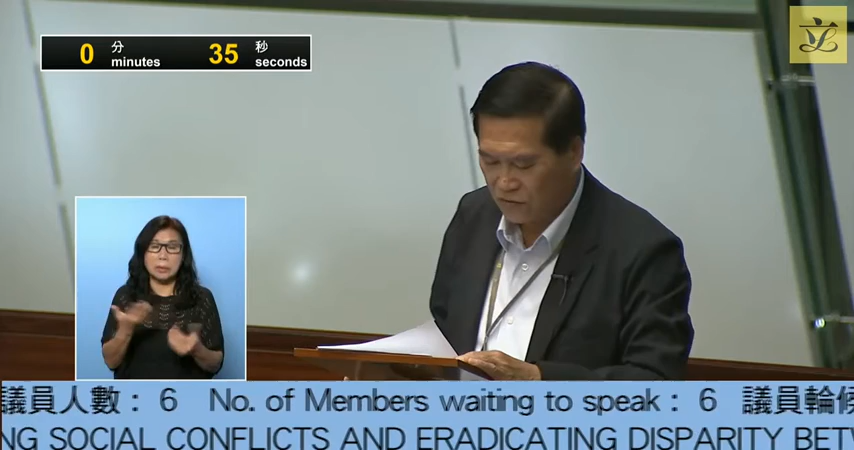 0 分 minutes 35 秒 seconds
議員人數：6 No. of Members waiting to speak : 6 議員輪候
NG SOCIAL CONFLICTS AND ERADICATING DISPARITY BETW